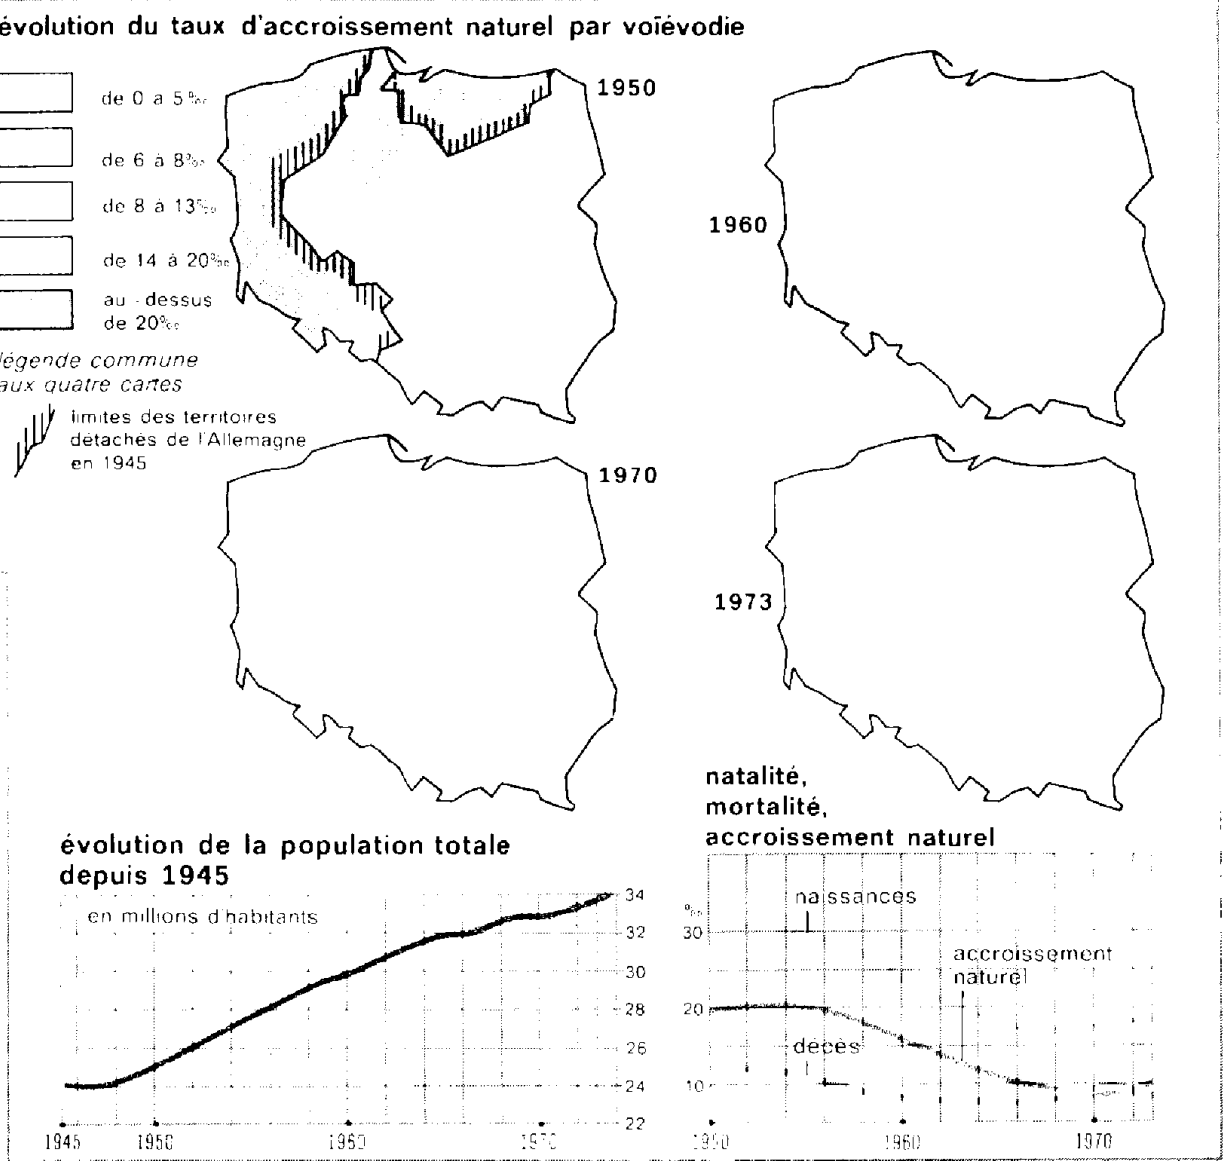 évolution du taux d'accroissement naturel par voïévodie
de 0 a 5‰
de 6 à 8‰
de 8 à 13‰
de 14 à 20‰
au-dessus
de 20‰
légende commune
aux quatre cartes
limites des territoires
détachés de l'Allemagne
en 1945
1950
1960
1970
1973
évolution de la population totale
depuis 1945
en millions d'habitants
34
32
30
28
26
24
22
1945 1950 1960 1970
natalité,
mortalité,
accroissement naturel
‰
30
20
10
naissances
accroissement
naturel
décès
1950 1960 1970